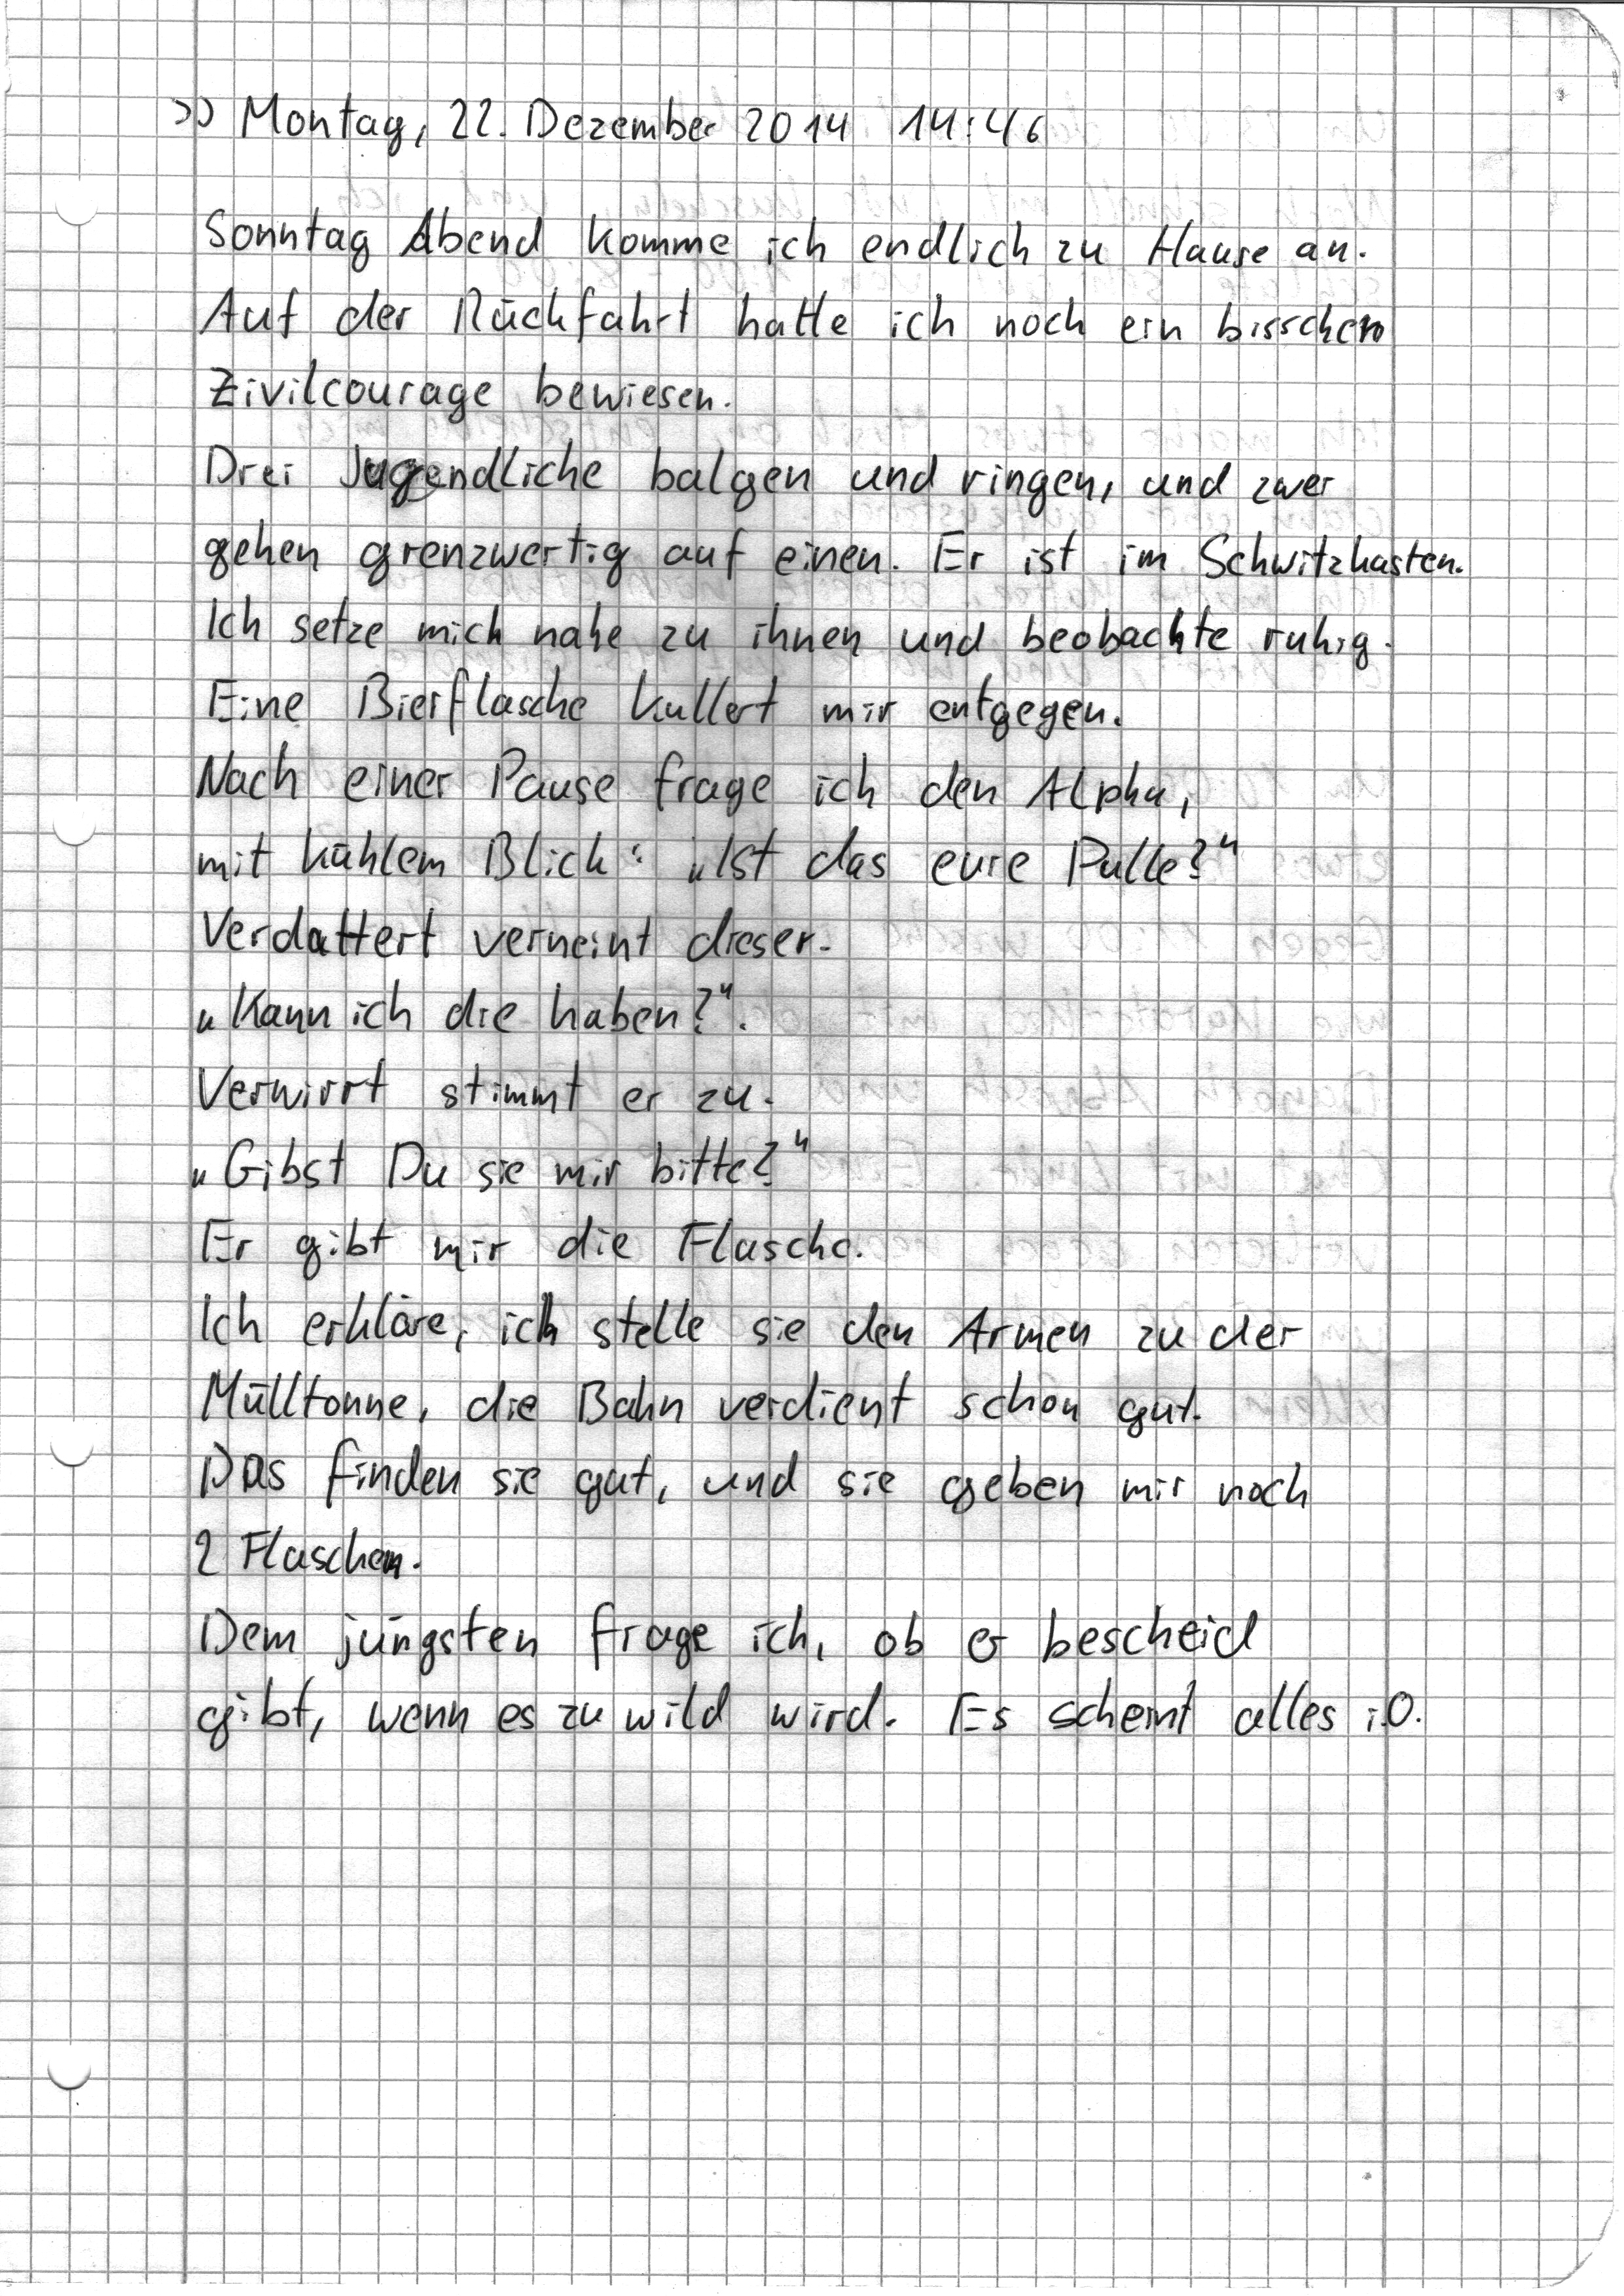 >> Montag, 22. Dezember 2014 14:46
Sonntag Abend komme ich endlich zu Hause an.
Auf der Rückfahrt hatte ich noch ein bisschen
Zivilcourage bewiesen.
Drei Jugendliche balgen und ringen, und zwei
gehen grenzwertig auf einen. Er ist im Schwitzkasten.
Ich setze mich nahe zu ihnen und beobachte ruhig.
Eine Bierflasche kullert mir entgegen.
Nach einer Pause frage ich den Alpha,
mit kühlem Blick: „Ist das eure Pulle?“
Verdattert verneint dieser.
„Kann ich die haben?“.
Verwirrt stimmt er zu.
„Gibst Du sie mir bitte?“
Er gibt mir die Flasche.
Ich erkläre, ich stelle sie den Armen zu der
Mülltonne, die Bahn verdient schon gut.
Das finden sie gut, und sie geben mir noch
2 Flaschen.
Dem jüngsten frage ich, ob er bescheid
gibt, wenn es zu wild wird. Es scheint alles i.O.